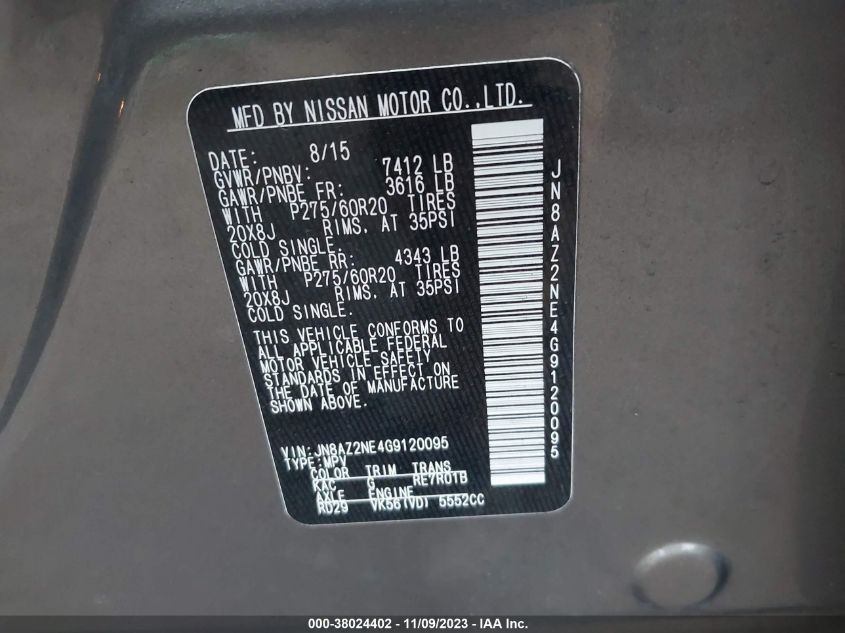 MFD BY NISSAN MOTOR CO.,LTD.
DATE: 8/15
GVWR/PNBV: 7412 LB
GAWR/PNBE FR: 3616 LB
WITH P275/60R20 TIRES
20X8J RIMS. AT 35PSI
COLD SINGLE.
GAWR/PNBE RR: 4343 LB
WITH P275/60R20 TIRES
20X8J RIMS. AT 35PSI
COLD SINGLE.
THIS VEHICLE CONFORMS TO
ALL APPLICABLE FEDERAL
MOTOR VEHICLE SAFETY
STANDARDS IN EFFECT ON
THE DATE OF MANUFACTURE
SHOWN ABOVE.
VIN:JN8AZ2NE4G9120095
TYPE:MPV
COLOR TRIM TRANS
KAC G RE7R01B
AXLE ENGINE
RD29 VK56(VD) 5552CC
JN8AZ2NE4G9120095
000-38024402 - 11/09/2023 - IAA Inc.